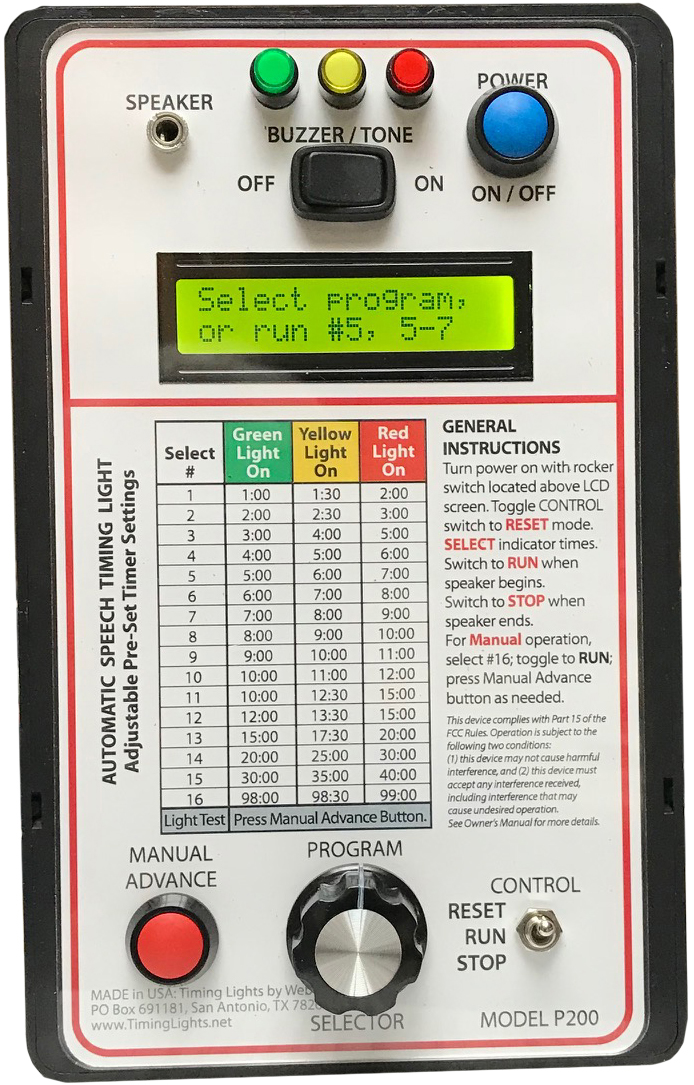 POWER
SPEAKER
BUZZER / TONE
OFF
ON
ON / OFF
Select program,
or run #5, 5-7
AUTOMATIC SPEECH TIMING LIGHT
Adjustable Pre-Set Timer Settings
Select # Green Light On Yellow Light On Red Light On
1 1:00 1:30 2:00
2 2:00 2:30 3:00
3 3:00 4:00 5:00
4 4:00 5:00 6:00
5 5:00 6:00 7:00
6 6:00 7:00 8:00
7 7:00 8:00 9:00
8 8:00 9:00 10:00
9 9:00 10:00 11:00
10 10:00 11:00 12:00
11 10:00 12:30 15:00
12 12:00 13:30 15:00
13 15:00 17:30 20:00
14 20:00 25:00 30:00
15 30:00 35:00 40:00
16 98:00 98:30 99:00
Light Test Press Manual Advance Button.
GENERAL
INSTRUCTIONS
Turn power on with rocker
switch located above LCD
screen. Toggle CONTROL
switch to RESET mode.
SELECT indicator times.
Switch to RUN when
speaker begins.
Switch to STOP when
speaker ends.
For Manual operation,
select #16; toggle to RUN;
press Manual Advance
button as needed.
This device complies with Part 15 of the
FCC Rules. Operation is subject to the
following two conditions:
(1) this device may not cause harmful
interference, and (2) this device must
accept any interference received,
including interference that may
cause undesired operation.
See Owner's Manual for more details.
MANUAL
ADVANCE
PROGRAM
SELECTOR
CONTROL
RESET
RUN
STOP
MADE in USA: Timing Lights by
PO Box 691181, San Antonio, TX
www.TimingLights.net
MODEL P200